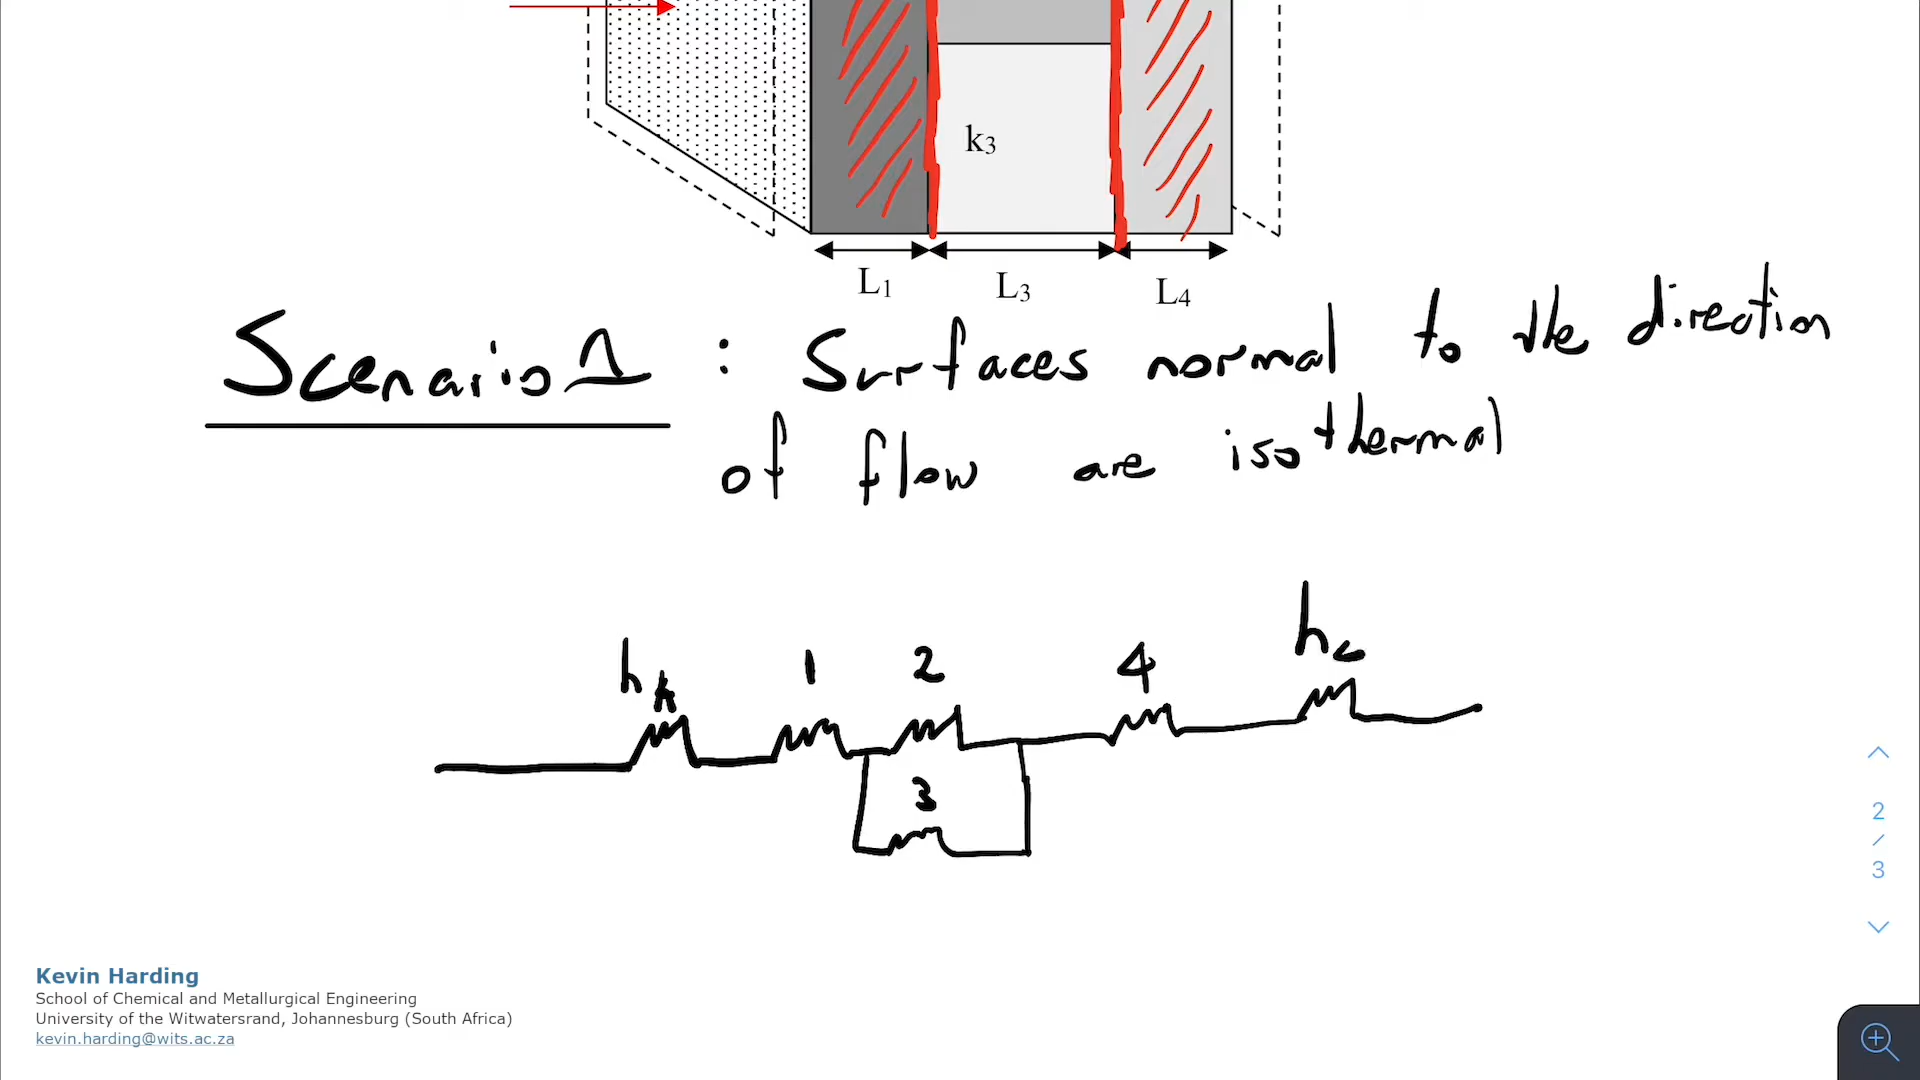 k3
L1 L3 L4
Scenario 1 : Surfaces normal to the direction
of flow are isothermal
hA 1 2 4 hc
3
2
/
3
Kevin Harding
School of Chemical and Metallurgical Engineering
University of the Witwatersrand, Johannesburg (South Africa)
kevin.harding@wits.ac.za